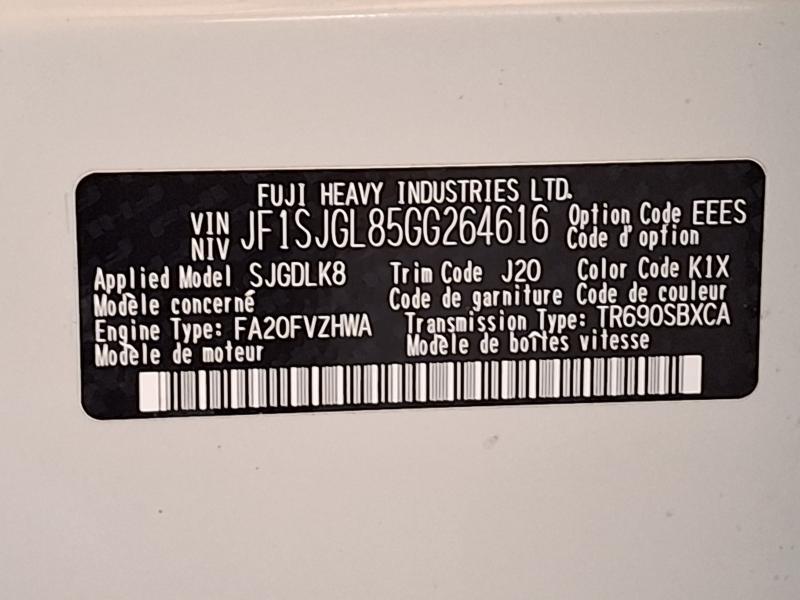 FUJI HEAVY INDUSTRIES LTD.
VIN
NIV
JF1SJGL85GG264616
Option Code EEES
Code d'option
Applied Model SJGDLK8
Modèle concerné
Trim Code J20
Code de garniture
Color Code K1X
Code de couleur
Engine Type: FA20FVZHWA
Modèle de moteur
Transmission Type: TR690SBXCA
Modèle de boîtes vitesse